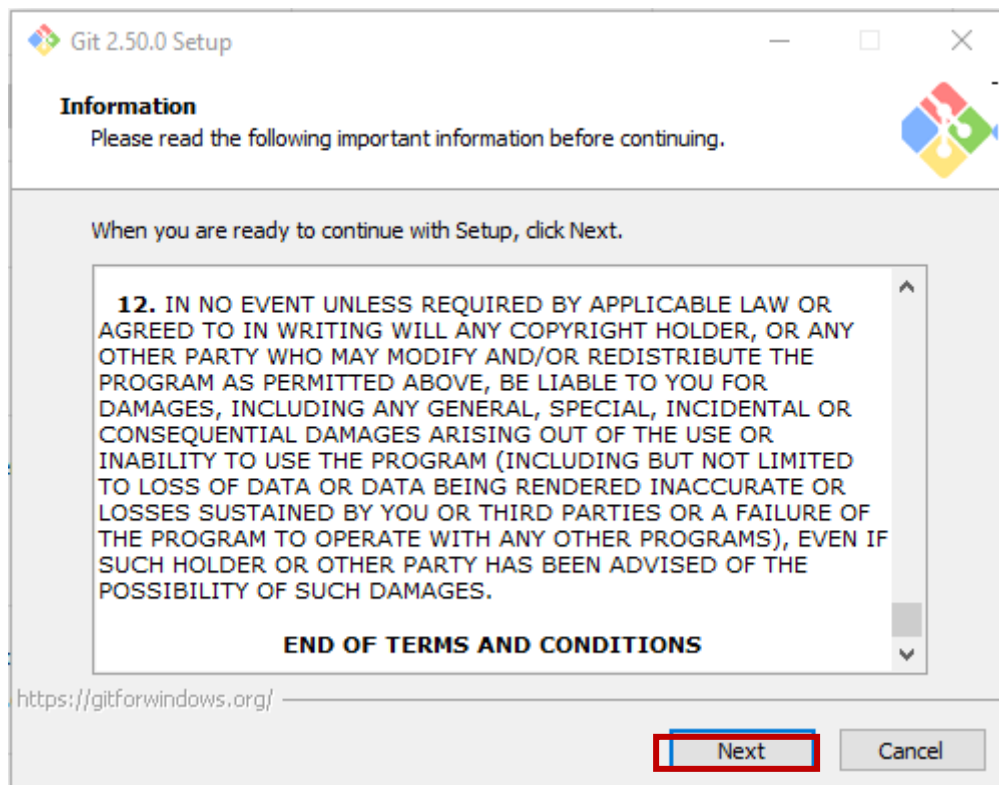 Git 2.50.0 Setup
Information
Please read the following important information before continuing.
When you are ready to continue with Setup, click Next.
12. IN NO EVENT UNLESS REQUIRED BY APPLICABLE LAW OR
AGREED TO IN WRITING WILL ANY COPYRIGHT HOLDER, OR ANY
OTHER PARTY WHO MAY MODIFY AND/OR REDISTRIBUTE THE
PROGRAM AS PERMITTED ABOVE, BE LIABLE TO YOU FOR
DAMAGES, INCLUDING ANY GENERAL, SPECIAL, INCIDENTAL OR
CONSEQUENTIAL DAMAGES ARISING OUT OF THE USE OR
INABILITY TO USE THE PROGRAM (INCLUDING BUT NOT LIMITED
TO LOSS OF DATA OR DATA BEING RENDERED INACCURATE OR
LOSSES SUSTAINED BY YOU OR THIRD PARTIES OR A FAILURE OF
THE PROGRAM TO OPERATE WITH ANY OTHER PROGRAMS), EVEN IF
SUCH HOLDER OR OTHER PARTY HAS BEEN ADVISED OF THE
POSSIBILITY OF SUCH DAMAGES.
END OF TERMS AND CONDITIONS
https://gitforwindows.org/
Next
Cancel